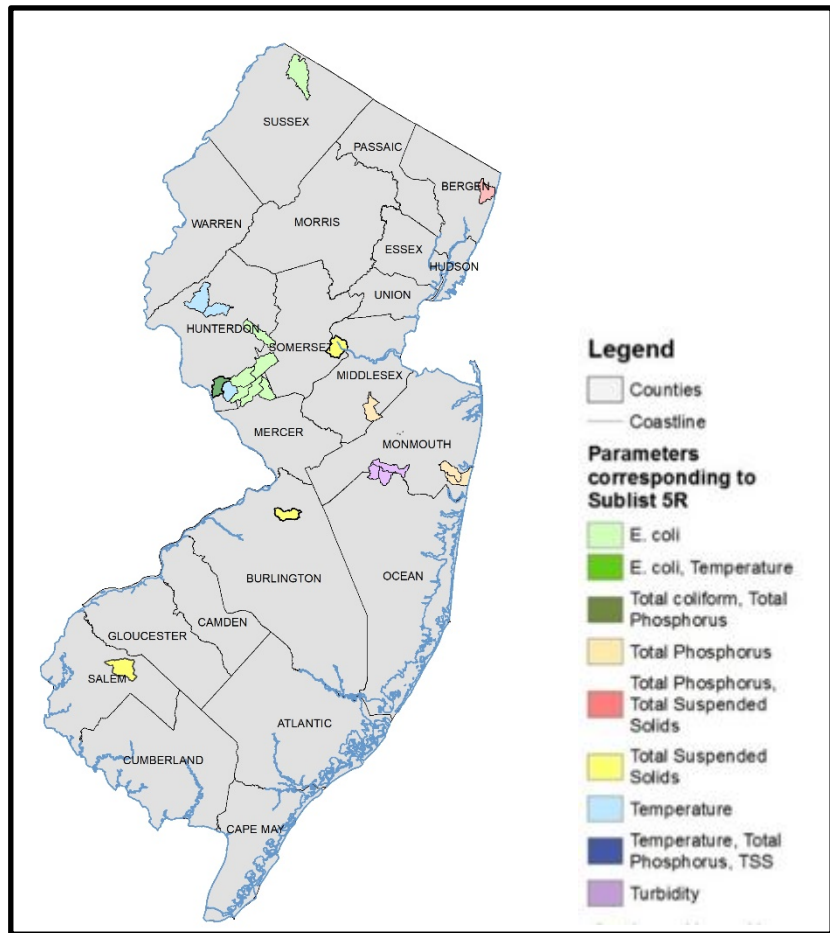 SUSSEX
PASSAIC
BERGEN
WARREN
MORRIS
ESSEX
HUDSON
UNION
HUNTERDON
SOMERSET
MIDDLESEX
MERCER
MONMOUTH
BURLINGTON
OCEAN
CAMDEN
GLOUCESTER
SALEM
ATLANTIC
CUMBERLAND
CAPE MAY
Legend
Counties
Coastline
Parameters
corresponding to
Sublist 5R
E. coli
E. coli, Temperature
Total coliform, Total
Phosphorus
Total Phosphorus
Total Phosphorus,
Total Suspended
Solids
Total Suspended
Solids
Temperature
Temperature, Total
Phosphorus, TSS
Turbidity